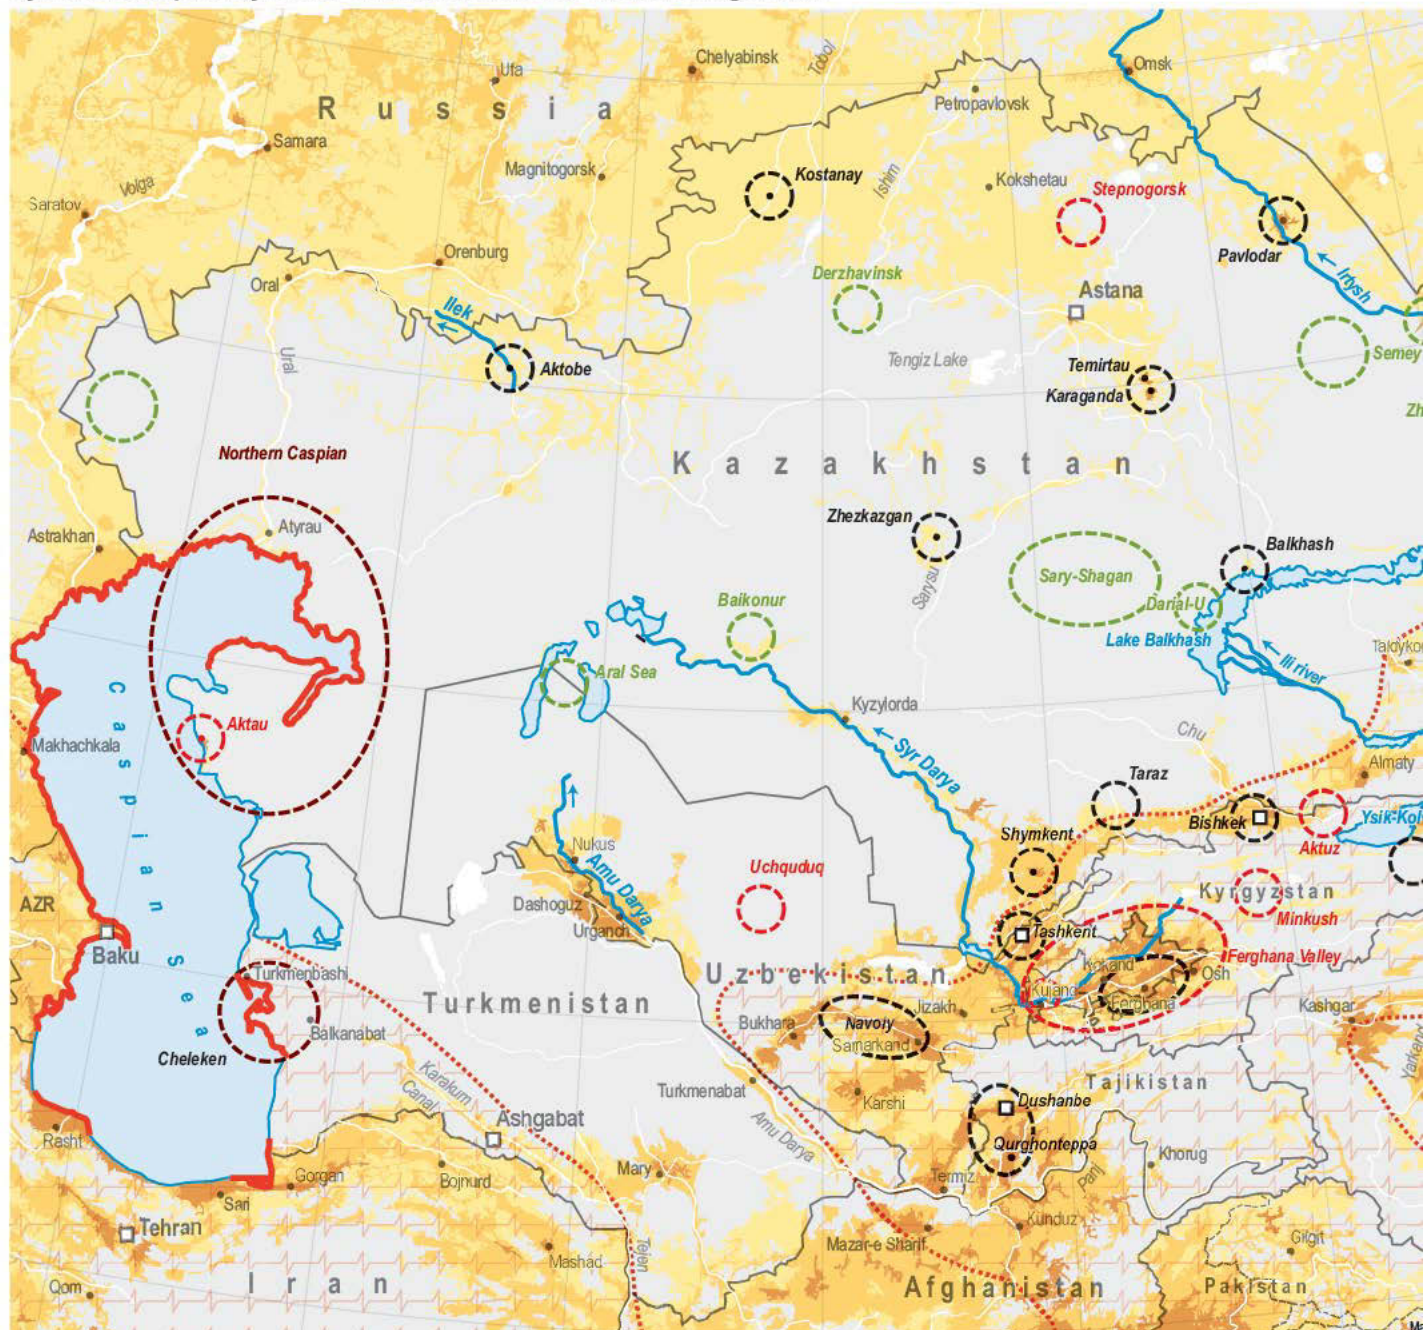 Chelyabinsk
Tobol
Omsk
Ufa
Petropavlovsk
Russia
Samara
Magnitogorsk
Kostanay
Ishim
Kokshetau
Stepnogorsk
Volga
Saratov
Pavlodar
Orenburg
Oral
Derzhavinsk
Astana
Irtysh
Ilek
Ural
Aktobe
Tengiz Lake
Temirtau
Karaganda
Semey
Zh
Northern Caspian
Kazakhstan
Astrakhan
Atyrau
Zhezkazgan
Balkhash
Sary-Shagan
Sarysu
Baikonur
Darial-U
Lake Balkhash
Ili river
Taldyko
Aral Sea
Caspian Sea
Aktau
Makhachkala
Kyzylorda
Syr Darya
Chu
Almaty
Taraz
Shymkent
Bishkek
Ysik-Kol
Aktuz
Nukus
Amu Darya
Uchquduq
Kyrgyzstan
Minkush
AZR
Dashoguz
Urganch
Baku
Tashkent
Kokand
Ferghana Valley
Osh
Turkmenbashi
Uzbekistan
Turkmenistan
Kujand
Ferghana
Kashgar
Balkanabat
Bukhara
Navoiy
Jizakh
Samarkand
Cheleken
Yarken
Karakum
Canal
Turkmenabat
Karshi
Tajikistan
Dushanbe
Ashgabat
Amu Darya
Rasht
Qurghonteppa
Khorug
Gorgan
Bojnurd
Mary
Termiz
Panj
Sari
Tehran
Kunduz
Mazar-e Sharif
Tejen
Gilgit
Mashad
Qom
Iran
Afghanistan
Pakistan